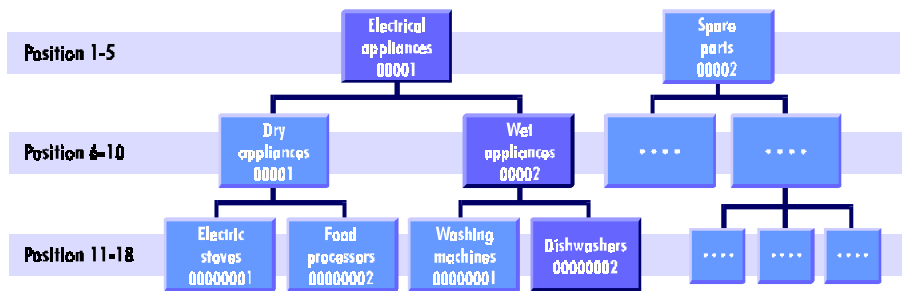 Position 1-5
Electrical
appliances
00001
Spare
parts
00002
Position 6-10
Dry
appliances
00001
Wet
appliances
00002
....
....
Position 11-18
Electric
stoves
00000001
Food
processors
00000002
Washing
machines
00000001
Dishwashers
00000002
....
....
....